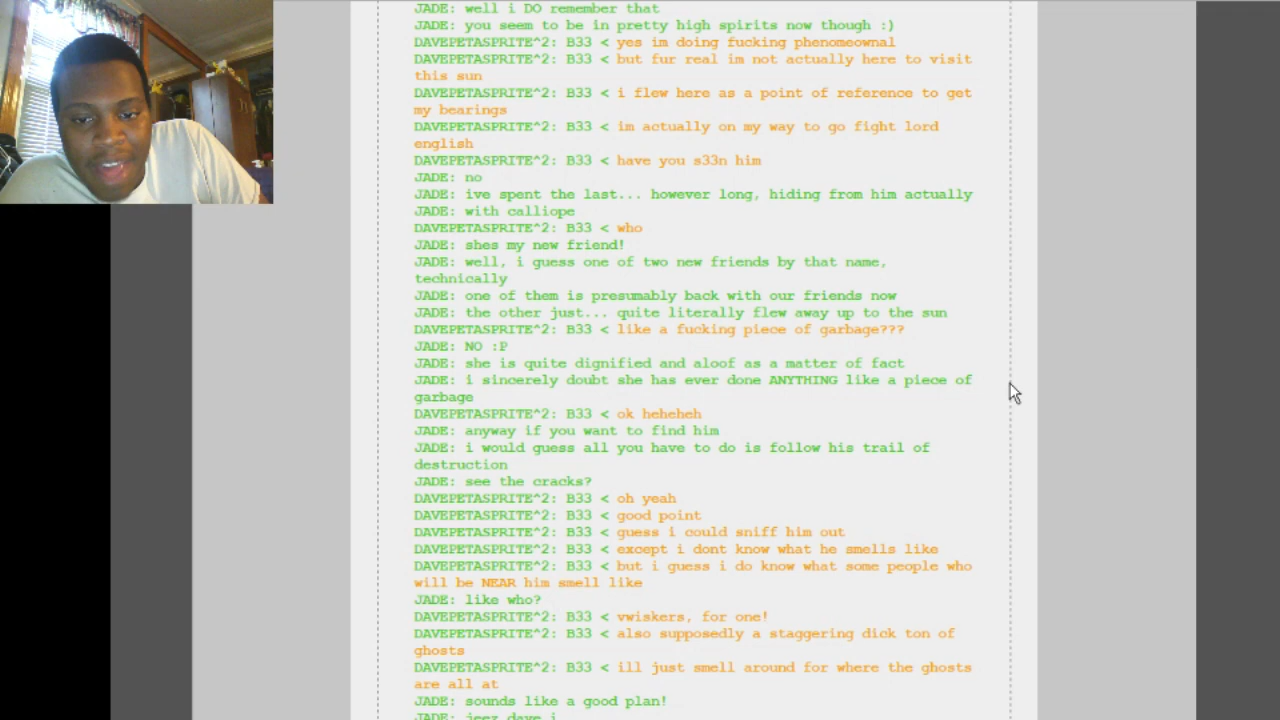 JADE: well i DO remember that
JADE: you seem to be in pretty high spirits now though :)
DAVEPETASPRITE^2: B33 < yes im doing fucking phenomeownal
DAVEPETASPRITE^2: B33 < but fur real im not actually here to visit
this sun
DAVEPETASPRITE^2: B33 < i flew here as a point of reference to get
my bearings
DAVEPETASPRITE^2: B33 < im actually on my way to go fight lord
english
DAVEPETASPRITE^2: B33 < have you s33n him
JADE: no
JADE: ive spent the last... however long, hiding from him actually
JADE: with calliope
DAVEPETASPRITE^2: B33 < who
JADE: shes my new friend!
JADE: well, i guess one of two new friends by that name,
technically
JADE: one of them is presumably back with our friends now
JADE: the other just... quite literally flew away up to the sun
DAVEPETASPRITE^2: B33 < like a fucking piece of garbage???
JADE: NO :P
JADE: she is quite dignified and aloof as a matter of fact
JADE: i sincerely doubt she has ever done ANYTHING like a piece of
garbage
DAVEPETASPRITE^2: B33 < ok heheheh
JADE: anyway if you want to find him
JADE: i would guess all you have to do is follow his trail of
destruction
JADE: see the cracks?
DAVEPETASPRITE^2: B33 < oh yeah
DAVEPETASPRITE^2: B33 < good point
DAVEPETASPRITE^2: B33 < guess i could sniff him out
DAVEPETASPRITE^2: B33 < except i dont know what he smells like
DAVEPETASPRITE^2: B33 < but i guess i do know what some people who
will be NEAR him smell like
JADE: like who?
DAVEPETASPRITE^2: B33 < vwiskers, for one!
DAVEPETASPRITE^2: B33 < also supposedly a staggering dick ton of
ghosts
DAVEPETASPRITE^2: B33 < ill just smell around for where the ghosts
are all at
JADE: sounds like a good plan!
JADE: jeez dave i